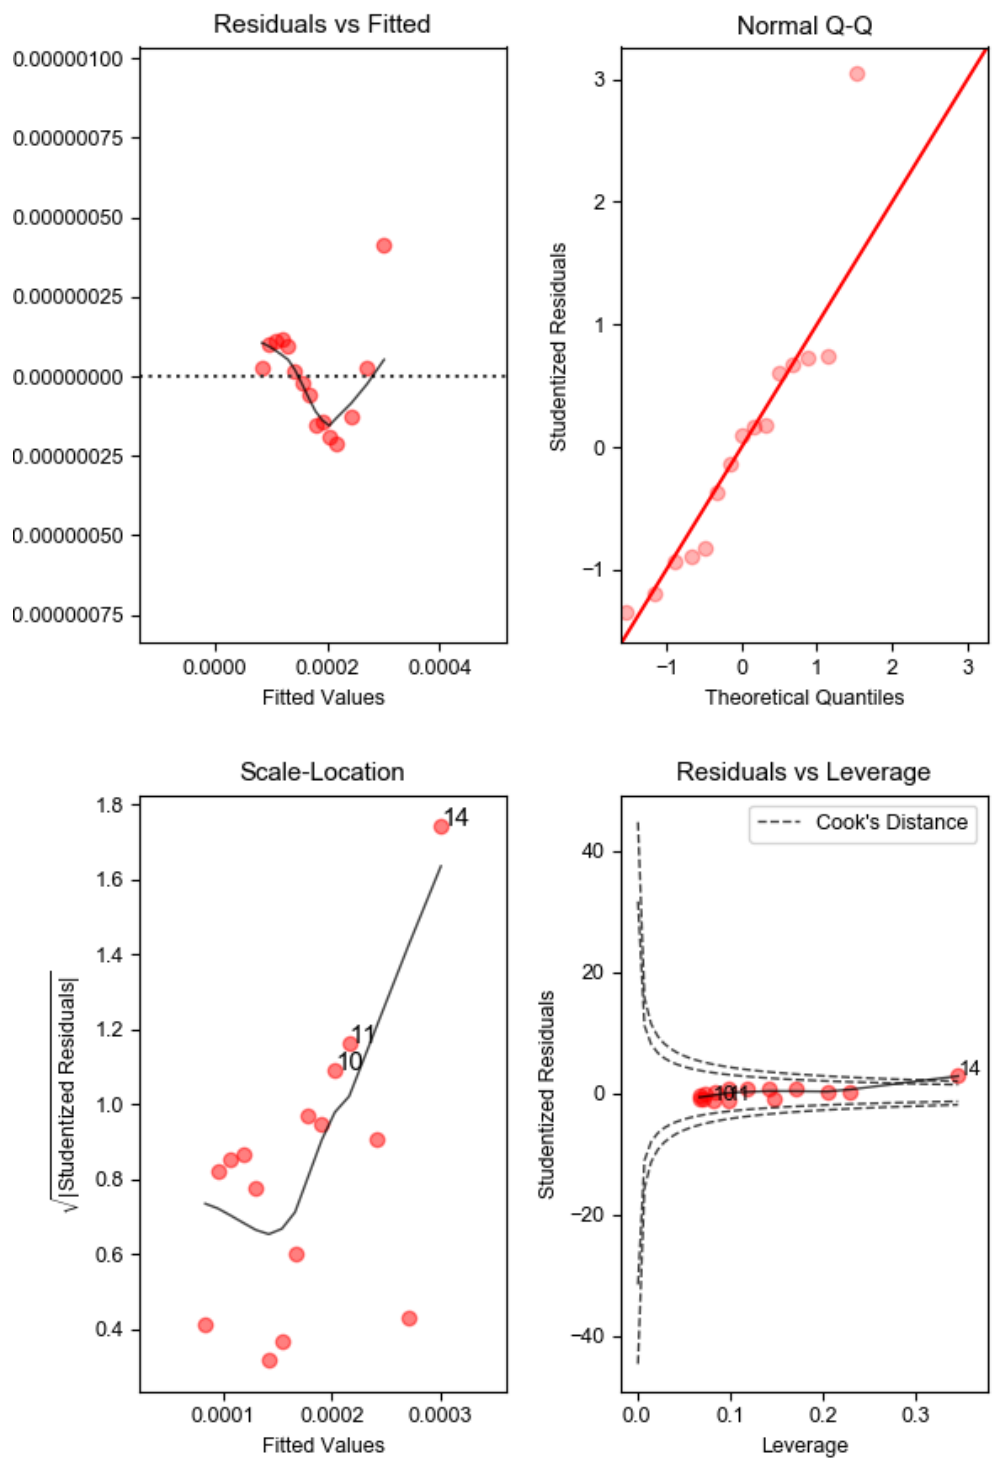 Residuals vs Fitted
0.00000100
0.00000075
0.00000050
0.00000025
0.00000000
0.00000025
0.00000050
0.00000075
0.0000 0.0002 0.0004
Fitted Values
Normal Q-Q
Studentized Residuals
3
2
1
0
−1
−1 0 1 2 3
Theoretical Quantiles
Scale-Location
√|Studentized Residuals|
1.8
1.6
1.4
1.2
1.0
0.8
0.6
0.4
14
11
10
0.0001 0.0002 0.0003
Fitted Values
Residuals vs Leverage
Cook's Distance
Studentized Residuals
40
20
0
−20
−40
14
10 11
0.0 0.1 0.2 0.3
Leverage